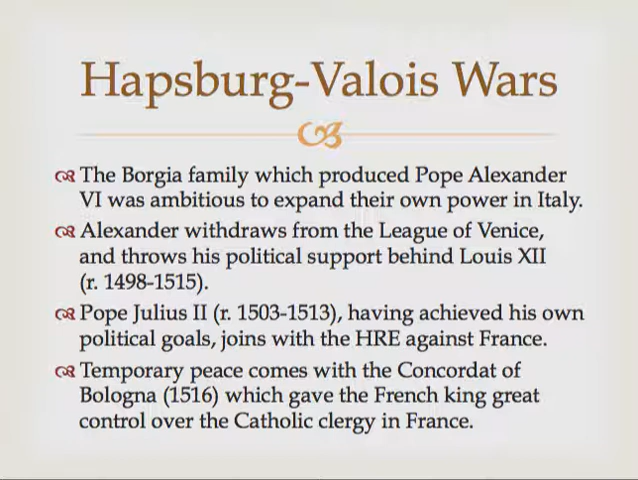 Hapsburg-Valois Wars
The Borgia family which produced Pope Alexander
VI was ambitious to expand their own power in Italy.
Alexander withdraws from the League of Venice,
and throws his political support behind Louis XII
(r. 1498-1515).
Pope Julius II (r. 1503-1513), having achieved his own
political goals, joins with the HRE against France.
Temporary peace comes with the Concordat of
Bologna (1516) which gave the French king great
control over the Catholic clergy in France.